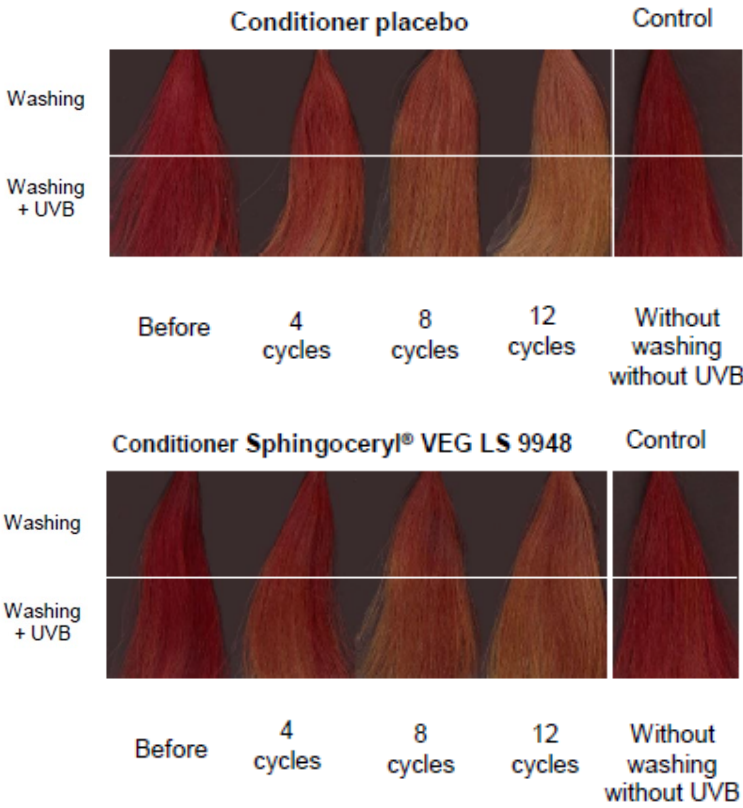 Conditioner placebo
Control
Washing
Washing
+ UVB
Before
4
cycles
8
cycles
12
cycles
Without
washing
without UVB
Conditioner Sphingoceryl® VEG LS 9948
Control
Washing
Washing
+ UVB
Before
4
cycles
8
cycles
12
cycles
Without
washing
without UVB